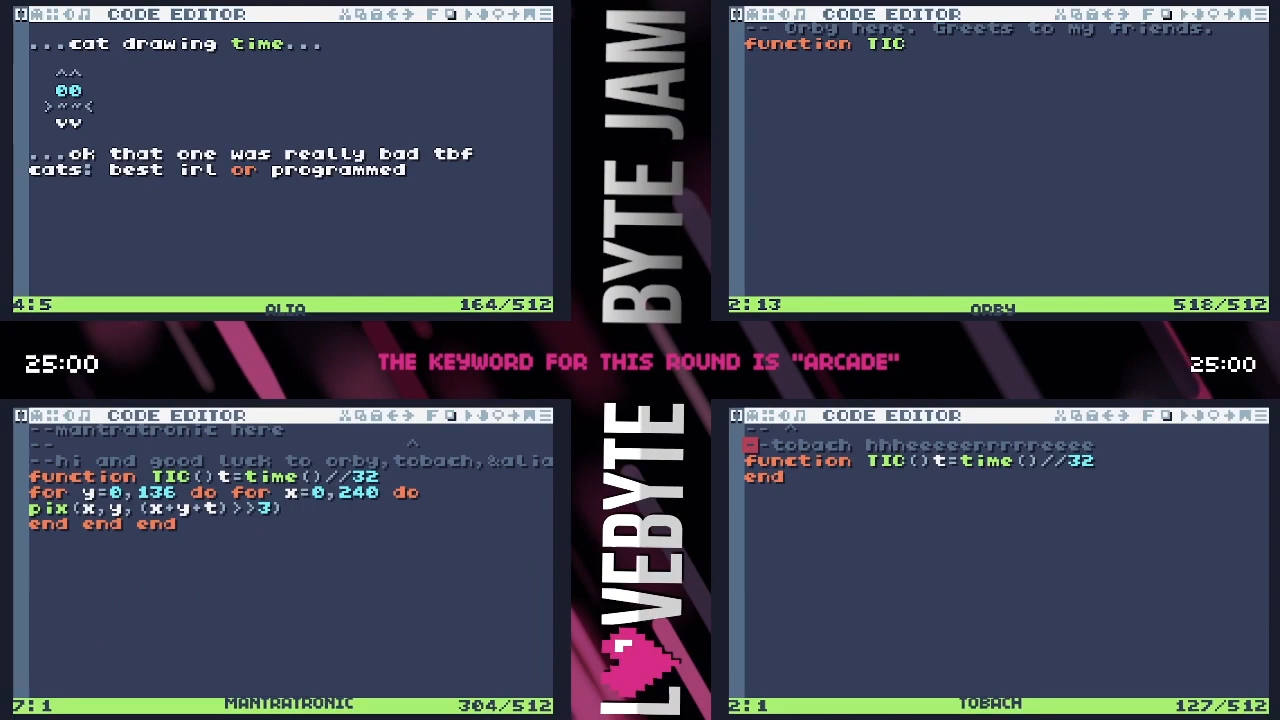 CODE EDITOR
...cat drawing time...
^^
00
>~~<
vv
...ok that one was really bad tbf
cats: best irl or programmed
4:5
ALIA
164/512
BYTE JAM
CODE EDITOR
-- Orby here. Greets to my friends.
function TIC
2:13
ORBY
518/512
25:00
THE KEYWORD FOR THIS ROUND IS "ARCADE"
25:00
CODE EDITOR
--mantratronic here
-- ^
--hi and good luck to orby,tobach,&alia
function TIC()t=time()//32
for y=0,136 do for x=0,240 do
pix(x,y,(x+y+t)>>3)
end end end
7:1
MANTRATRONIC
304/512
LOVEBYTE
CODE EDITOR
-- ^
--tobach hhheeeeerrrrreeee
function TIC()t=time()//32
end
2:1
TOBACH
127/512